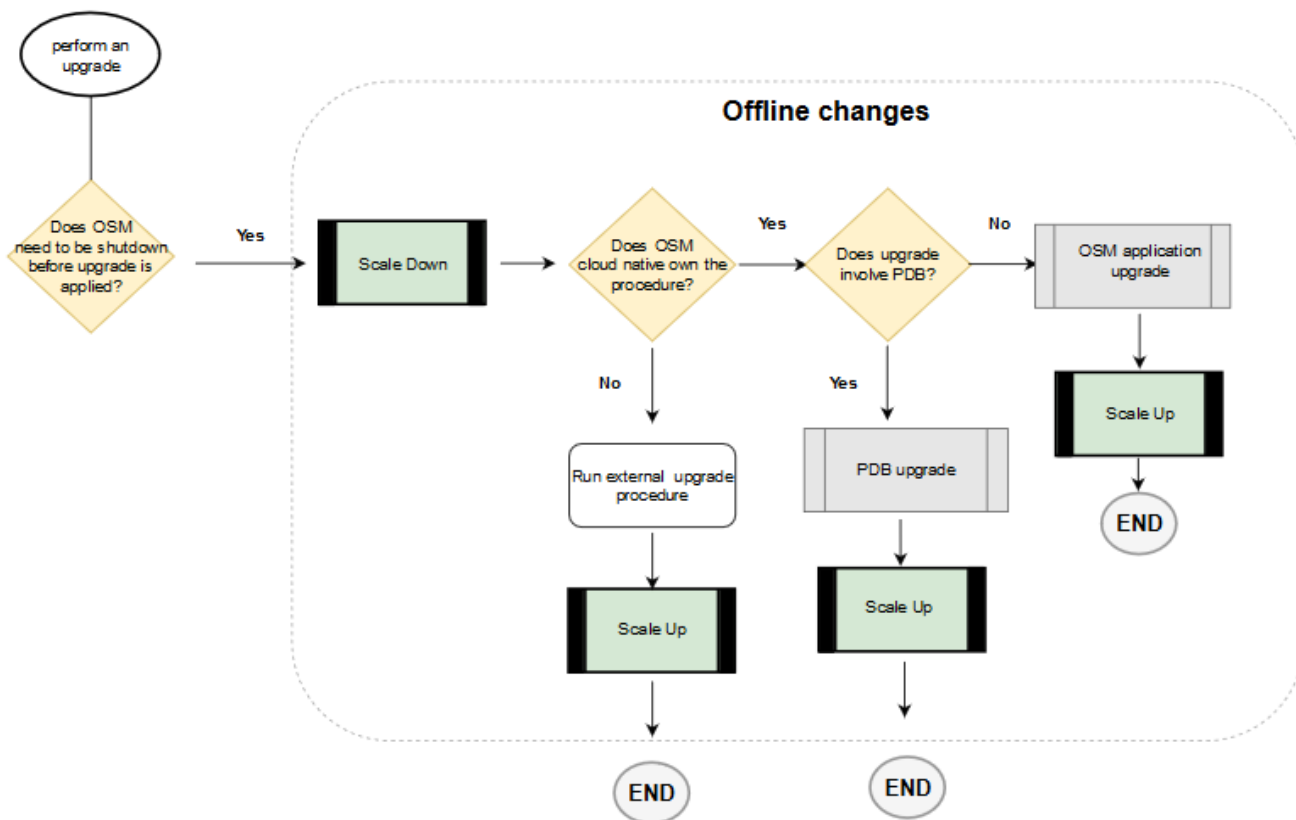 perform an
upgrade
Offline changes
Does OSM
need to be shutdown
before upgrade is
applied?
Yes
Scale Down
Does OSM
cloud native own the
procedure?
Yes
Does upgrade
involve PDB?
No
OSM application
upgrade
No
Yes
Scale Up
Run external upgrade
procedure
PDB upgrade
END
Scale Up
Scale Up
END
END